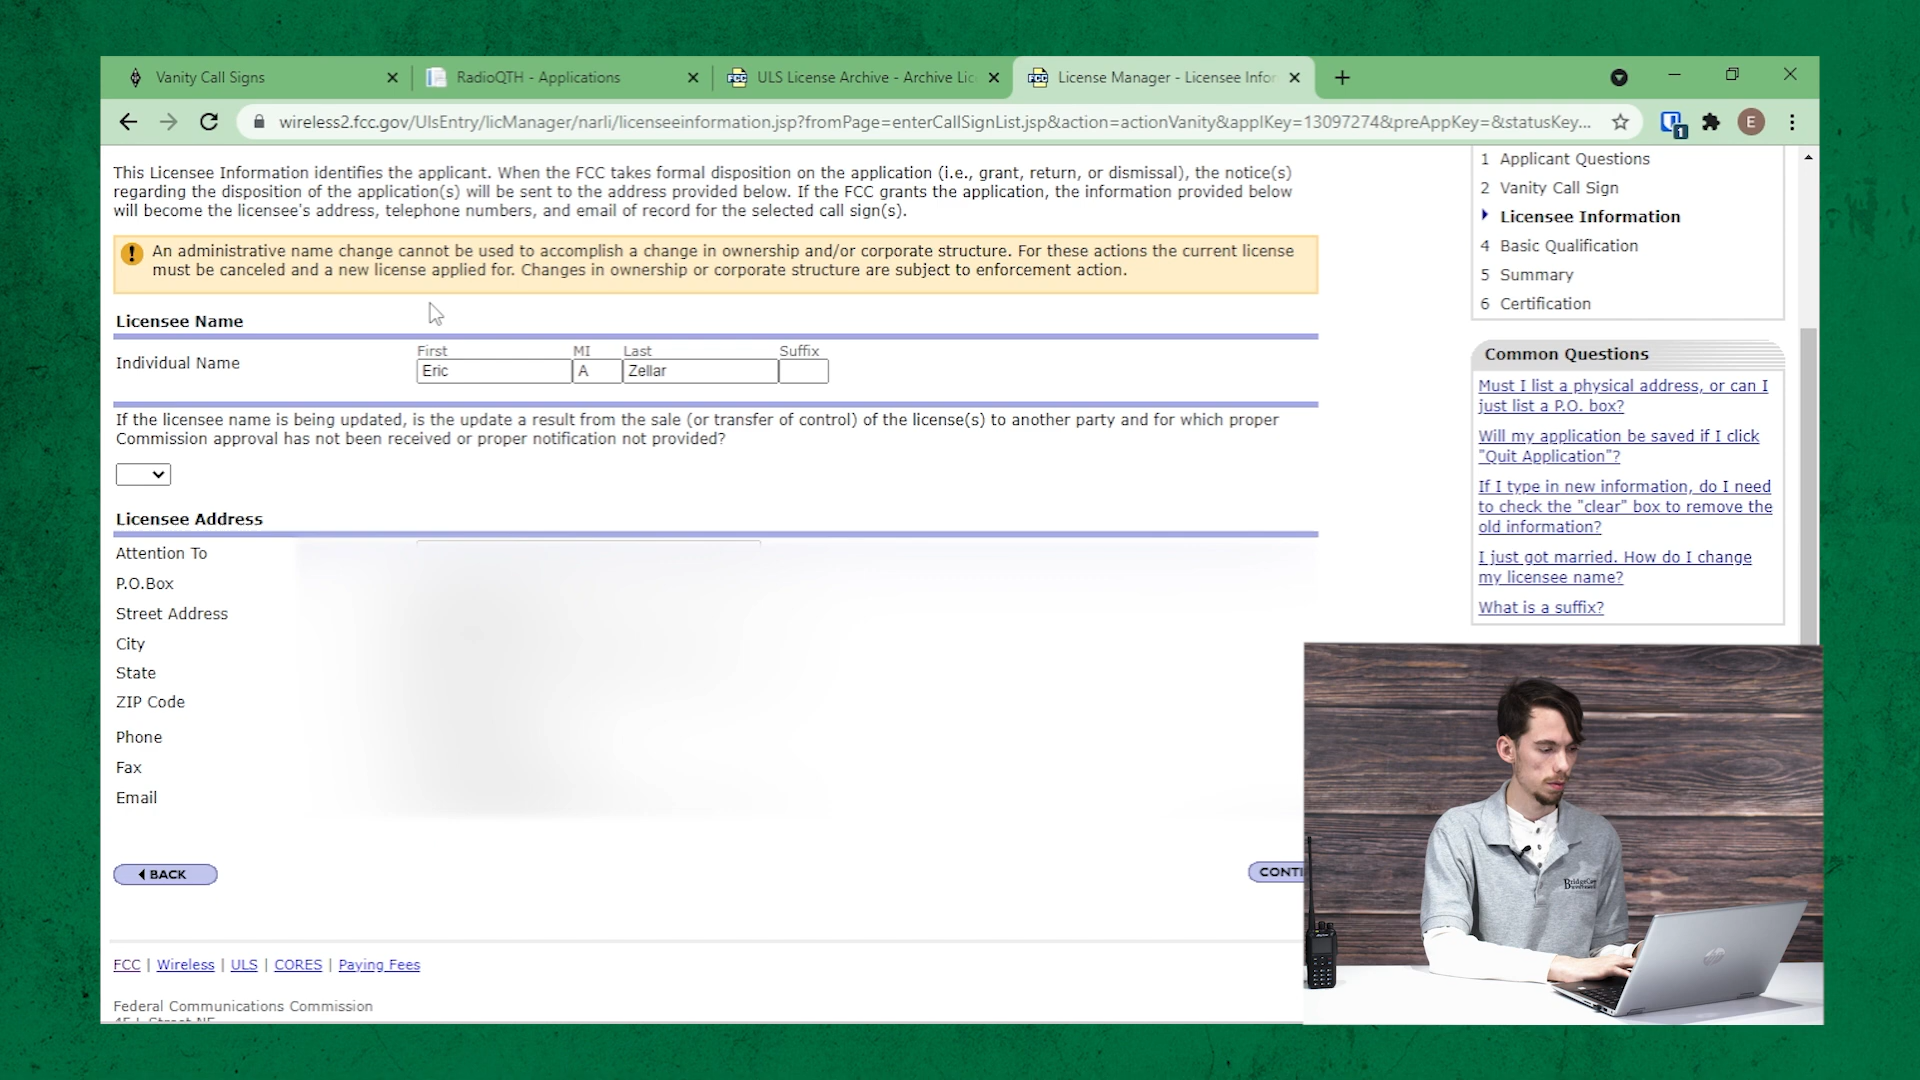 Vanity Call Signs
RadioQTH - Applications
ULS License Archive - Archive Lic
License Manager - Licensee Infor
wireless2.fcc.gov/UlsEntry/licManager/narli/licenseeinformation.jsp?fromPage=enterCallSignList.jsp&action=actionVanity&applKey=13097274&preAppKey=&statusKey...
1
E
This Licensee Information identifies the applicant. When the FCC takes formal disposition on the application (i.e., grant, return, or dismissal), the notice(s)
regarding the disposition of the application(s) will be sent to the address provided below. If the FCC grants the application, the information provided below
will become the licensee's address, telephone numbers, and email of record for the selected call sign(s).
! An administrative name change cannot be used to accomplish a change in ownership and/or corporate structure. For these actions the current license
must be canceled and a new license applied for. Changes in ownership or corporate structure are subject to enforcement action.
Licensee Name
First MI Last Suffix
Individual Name
Eric A Zellar
If the licensee name is being updated, is the update a result from the sale (or transfer of control) of the license(s) to another party and for which proper
Commission approval has not been received or proper notification not provided?
Licensee Address
Attention To
P.O.Box
Street Address
City
State
ZIP Code
Phone
Fax
Email
BACK
CONTI
FCC | Wireless | ULS | CORES | Paying Fees
Federal Communications Commission
1 Applicant Questions
2 Vanity Call Sign
Licensee Information
4 Basic Qualification
5 Summary
6 Certification
Common Questions
Must I list a physical address, or can I
just list a P.O. box?
Will my application be saved if I click
"Quit Application"?
If I type in new information, do I need
to check the "clear" box to remove the
old information?
I just got married. How do I change
my licensee name?
What is a suffix?
hp